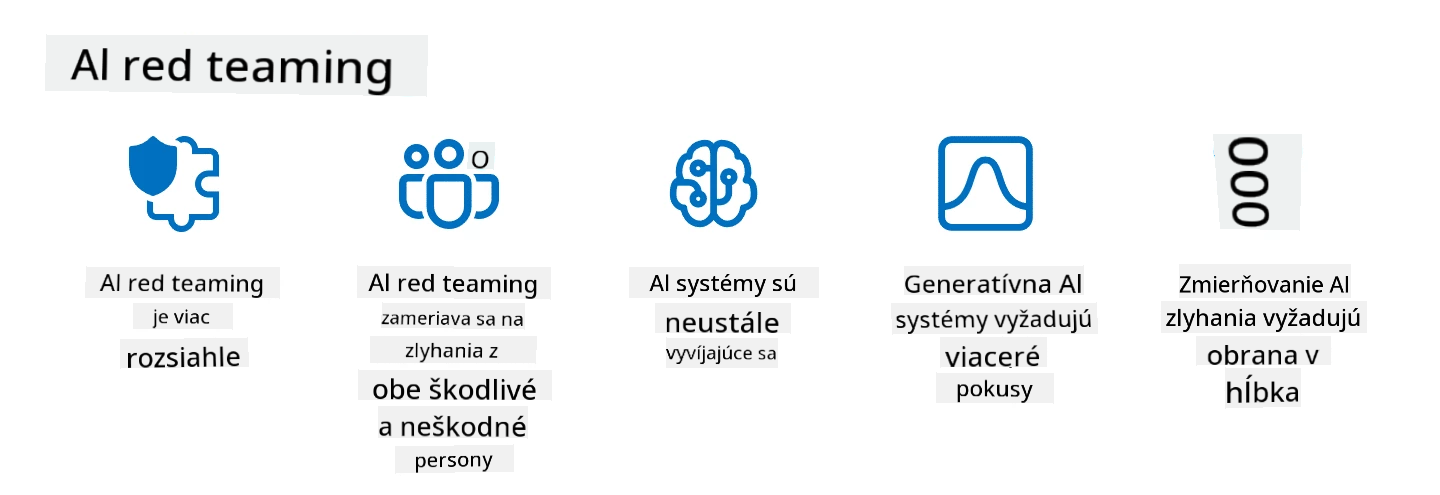 AI red teaming
O
000
AI red teaming
je viac
rozsiahle
AI red teaming
zameriava sa na
zlyhania z
obe škodlivé
a neškodné
persony
AI systémy sú
neustále
vyvíjajúce sa
Generatívna AI
systémy vyžadujú
viaceré
pokusy
Zmierňovanie AI
zlyhania vyžadujú
obrana v
hĺbka